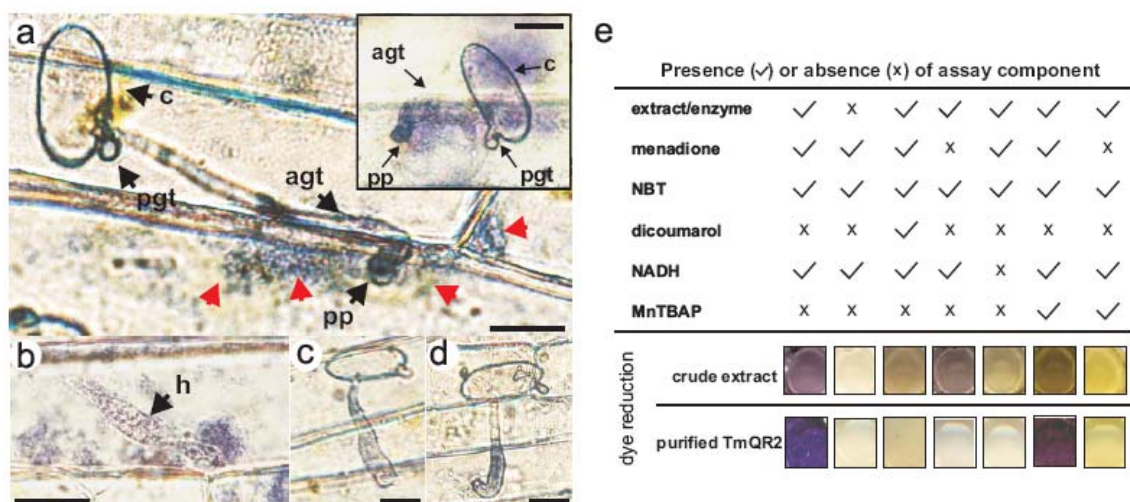 a
c
pgt
agt
pp
agt
c
pp
pgt
b
h
c
d
e
Presence (✓) or absence (x) of assay component
extract/enzyme ✓ x ✓ ✓ ✓ ✓ ✓
menadione ✓ ✓ ✓ x ✓ ✓ x
NBT ✓ ✓ ✓ ✓ ✓ ✓ ✓
dicoumarol x x ✓ x x x x
NADH ✓ ✓ ✓ ✓ x ✓ ✓
MnTBAP x x x x x ✓ ✓
dye reduction
crude extract
purified TmQR2